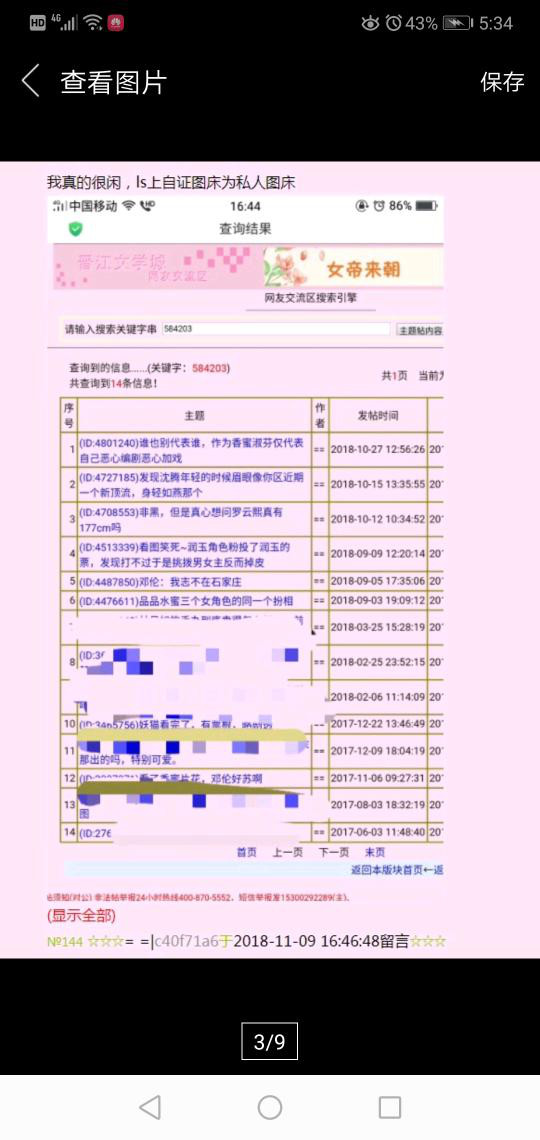 HD 4G 43% 5:34
查看图片 保存
我真的很闲，ls上自证图床为私人图床
中国移动 HD 16:44 86%
查询结果
晋江文学城
网友交流区
女帝来朝
网友交流区搜索引擎
请输入搜索关键字串 584203 主题帖内容
查询到的信息......(关键字：584203)
共查询到14条信息！
共1页 当前为
序号 主题 作者 发帖时间
1 (ID:4801240)谁也别代表谁，作为香蜜淑芬仅代表 == 2018-10-27 12:56:26 20
自己恶心编剧恶心加戏
2 (ID:4727185)发现沈腾年轻的时候眉眼像你区近期 == 2018-10-15 13:35:55 20
一个新顶流，身轻如燕那个
3 (ID:4708553)非黑，但是真心想问罗云熙真有 == 2018-10-12 10:34:52 20
177cm吗
4 (ID:4513339)看图笑死~润玉角色粉投了润玉的 == 2018-09-09 12:20:14 20
票，发现打不过于是挑拨男女主反而掉皮
5 (ID:4487850)邓伦：我志不在石家庄 == 2018-09-05 17:35:06 20
6 (ID:4476611)品品水蜜三个女角色的同一个扮相 == 2018-09-03 19:09:12 20
== 2018-03-25 15:28:19 20
8 (ID:3 == 2018-02-25 23:52:15 20
2018-02-06 11:14:09 20
10 (ID:3465756)妖猫看完了，有 == 2017-12-22 13:46:49 20
11 == 2017-12-09 18:04:19 20
那出的吗，特别可爱。
12 看了香蜜片花，邓伦好苏啊 == 2017-11-06 09:27:31 20
13 2017-08-03 18:32:19 20
图
14 (ID:276 == 2017-06-03 11:48:40 20
首页 上一页 下一页 末页
返回本版块首页←返
帖须知(对公) 非法帖举报24小时热线400-870-5552，短信举报发15300292289(主)。
(显示全部)
№144 ☆☆☆= =|c40f71a6于2018-11-09 16:46:48留言☆☆☆
3/9